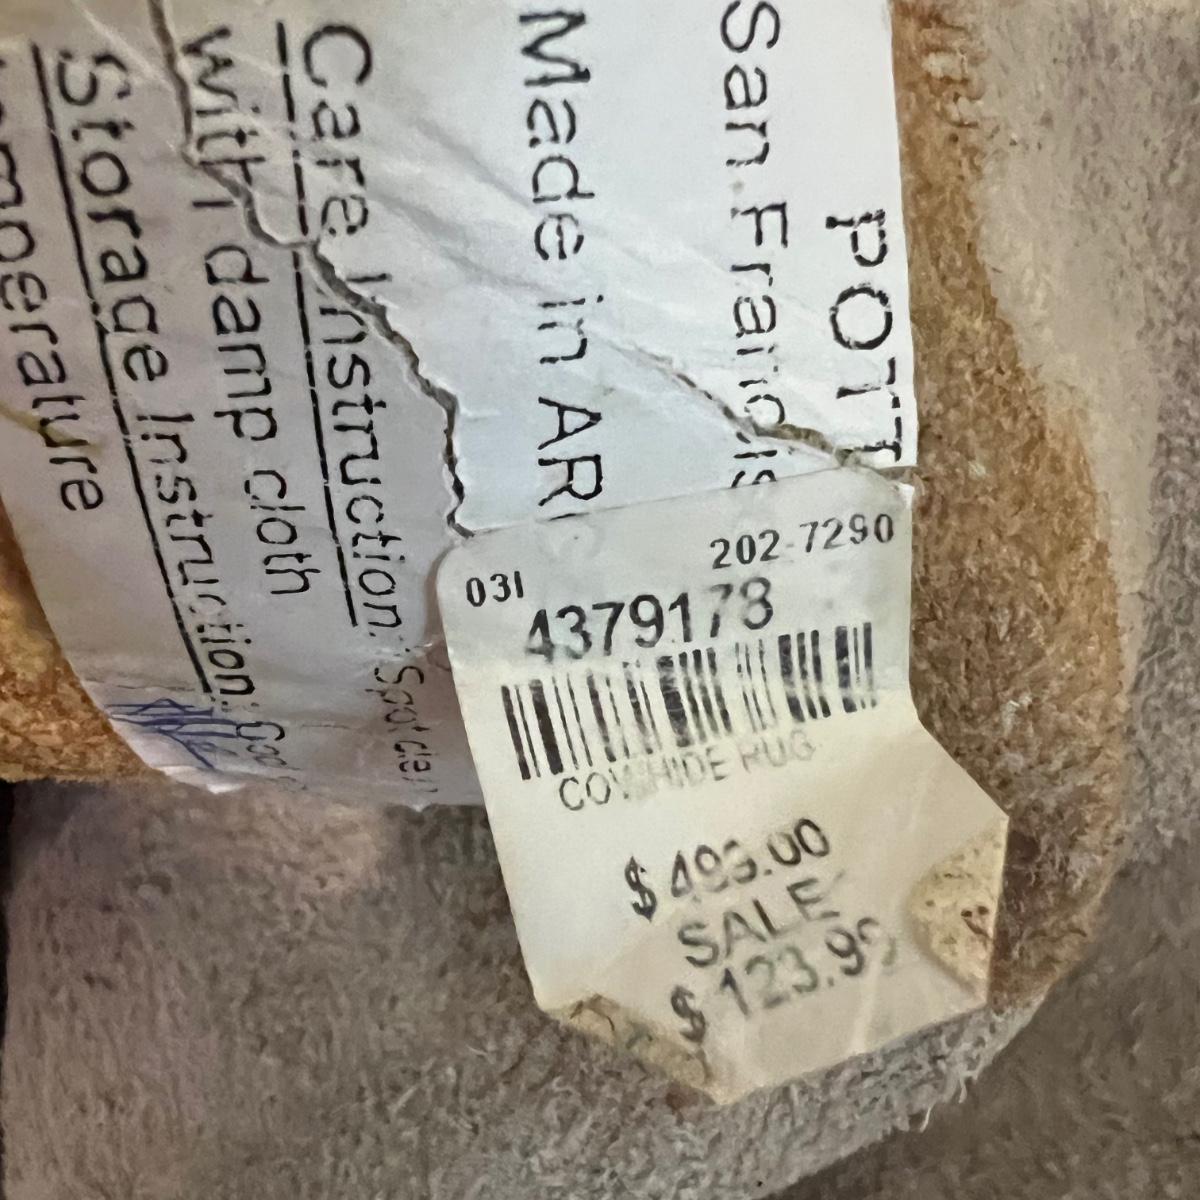 POTT
San Francis
Made in AR
Care Instruction: Spot clean
with damp cloth
Storage Instruction:
temperature
031 202-7290
4379178
COWHIDE RUG
$ 499.00
SALE
$ 123.99